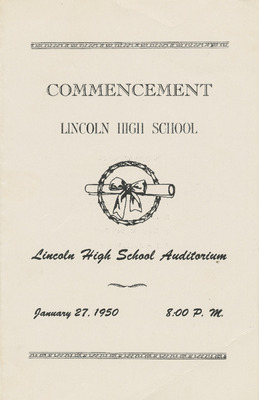 COMMENCEMENT
LINCOLN HIGH SCHOOL
Lincoln High School Auditorium
January 27, 1950 8:00 P. M.